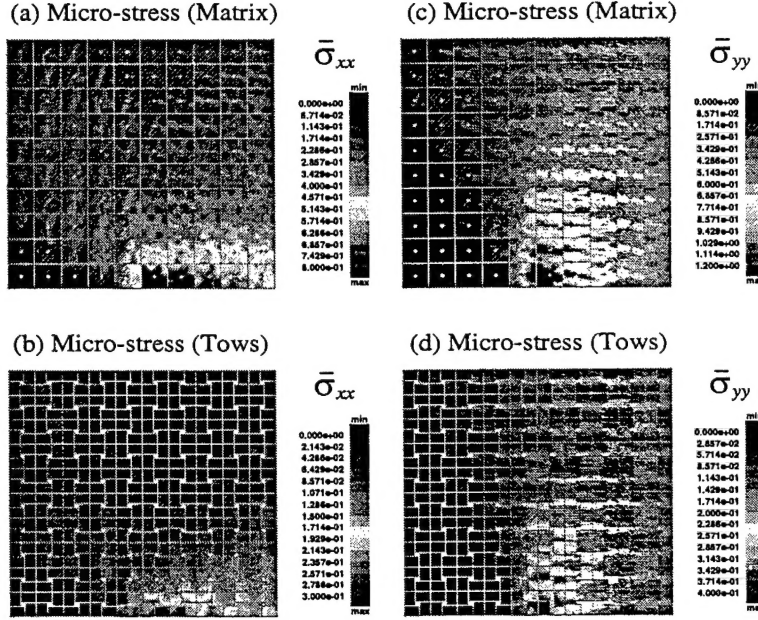 (a) Micro-stress (Matrix)
σ̅xx
min
0.000e+00
5.714e-02
1.143e-01
1.714e-01
2.286e-01
2.857e-01
3.429e-01
4.000e-01
4.571e-01
5.143e-01
5.714e-01
6.286e-01
6.857e-01
7.429e-01
8.000e-01
max
(c) Micro-stress (Matrix)
σ̅yy
min
0.000e+00
8.571e-02
1.714e-01
2.571e-01
3.429e-01
4.286e-01
5.143e-01
6.000e-01
6.857e-01
7.714e-01
8.571e-01
9.429e-01
1.029e+00
1.114e+00
1.200e+00
(b) Micro-stress (Tows)
σ̅xx
min
0.000e+00
2.143e-02
4.286e-02
6.429e-02
8.571e-02
1.071e-01
1.286e-01
1.500e-01
1.714e-01
1.929e-01
2.143e-01
2.357e-01
2.571e-01
2.786e-01
3.000e-01
max
(d) Micro-stress (Tows)
σ̅yy
min
0.000e+00
2.857e-02
5.714e-02
8.571e-02
1.143e-01
1.429e-01
1.714e-01
2.000e-01
2.286e-01
2.571e-01
2.857e-01
3.143e-01
3.429e-01
3.714e-01
4.000e-01